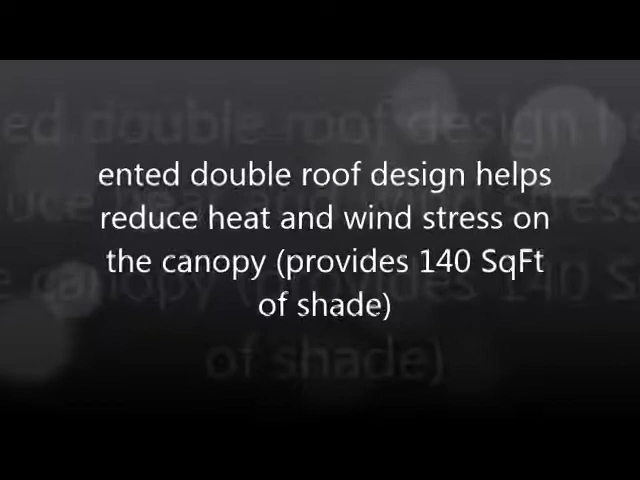 ented double roof design helps
reduce heat and wind stress on
the canopy (provides 140 SqFt
of shade)